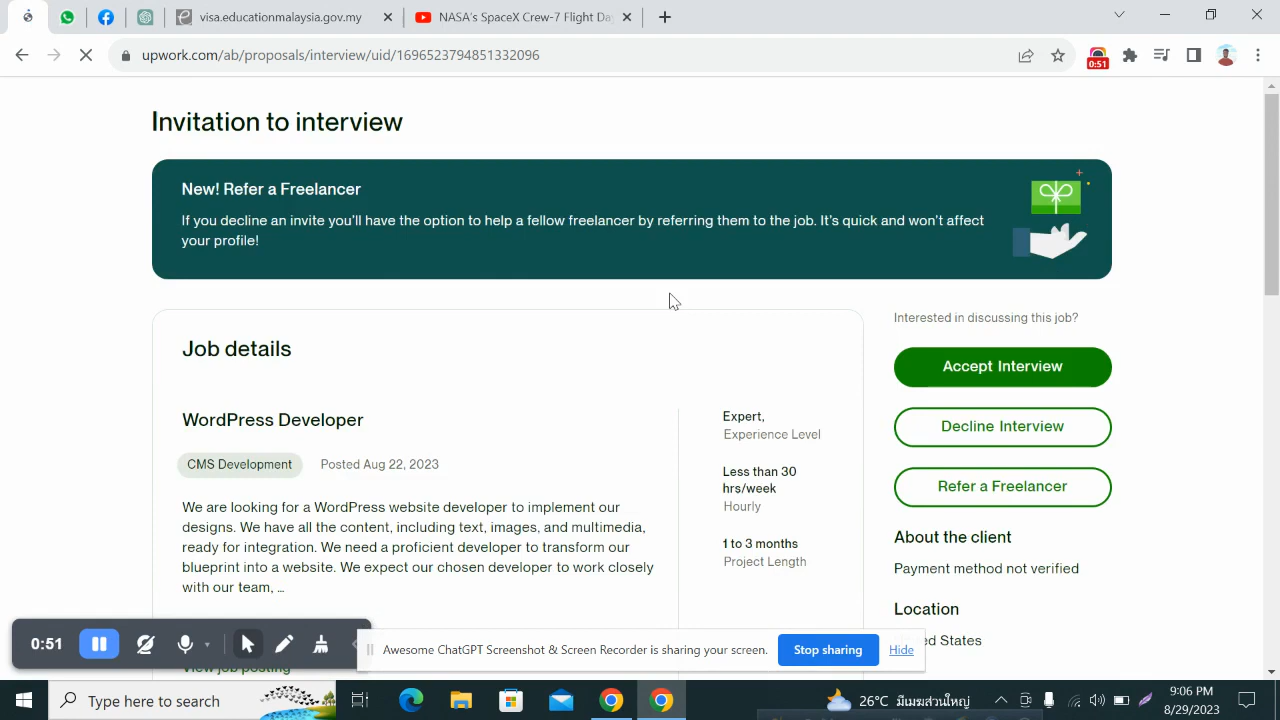 visa.educationmalaysia.gov.my
NASA's SpaceX Crew-7 Flight Da
upwork.com/ab/proposals/interview/uid/1696523794851332096
0:51
Invitation to interview
New! Refer a Freelancer
If you decline an invite you'll have the option to help a fellow freelancer by referring them to the job. It's quick and won't affect
your profile!
Interested in discussing this job?
Job details
Accept Interview
WordPress Developer
Expert,
Experience Level
Decline Interview
CMS Development
Posted Aug 22, 2023
Less than 30
hrs/week
Hourly
Refer a Freelancer
We are looking for a WordPress website developer to implement our
designs. We have all the content, including text, images, and multimedia,
ready for integration. We need a proficient developer to transform our
blueprint into a website. We expect our chosen developer to work closely
with our team, ...
1 to 3 months
Project Length
About the client
Payment method not verified
Location
0:51
Awesome ChatGPT Screenshot & Screen Recorder is sharing your screen.
Stop sharing
Hide
ed States
View job posting
Type here to search
26°C มีเมฆส่วนใหญ่
9:06 PM
8/29/2023